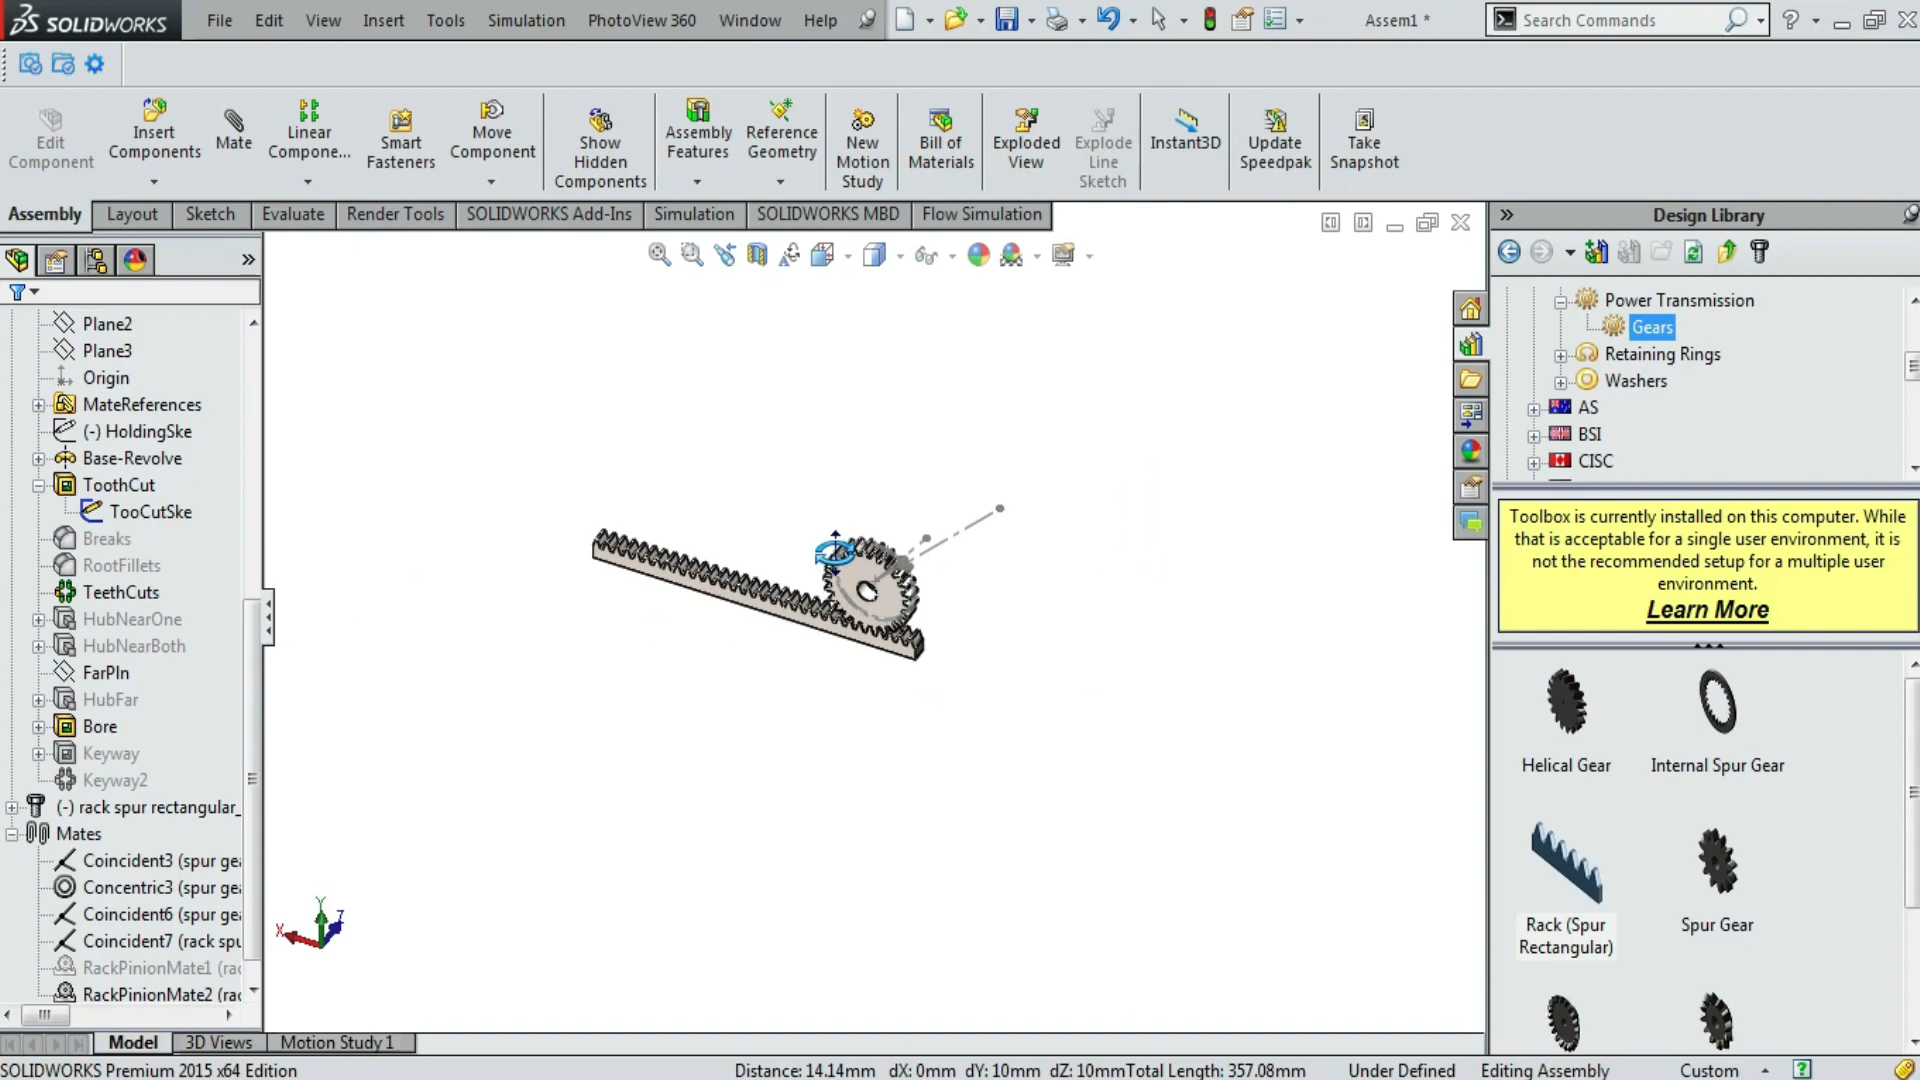 SOLIDWORKS
File Edit View Insert Tools Simulation PhotoView 360 Window Help
Assem1 *
Search Commands
Edit Component
Insert Components
Mate
Linear Compone...
Smart Fasteners
Move Component
Show Hidden Components
Assembly Features
Reference Geometry
New Motion Study
Bill of Materials
Exploded View
Explode Line Sketch
Instant3D
Update Speedpak
Take Snapshot
Assembly Layout Sketch Evaluate Render Tools SOLIDWORKS Add-Ins Simulation SOLIDWORKS MBD Flow Simulation
Plane2
Plane3
Origin
MateReferences
(-) HoldingSke
Base-Revolve
ToothCut
TooCutSke
Breaks
RootFillets
TeethCuts
HubNearOne
HubNearBoth
FarPln
HubFar
Bore
Keyway
Keyway2
(-) rack spur rectangular_
Mates
Coincident3 (spur gea
Concentric3 (spur gea
Coincident6 (spur gea
Coincident7 (rack spu
RackPinionMate1 (rac
RackPinionMate2 (rac
X
Y
Z
Design Library
Power Transmission
Gears
Retaining Rings
Washers
AS
BSI
CISC
Toolbox is currently installed on this computer. While
that is acceptable for a single user environment, it is
not the recommended setup for a multiple user
environment.
Learn More
Helical Gear
Internal Spur Gear
Rack (Spur
Rectangular)
Spur Gear
Model 3D Views Motion Study 1
SOLIDWORKS Premium 2015 x64 Edition
Distance: 14.14mm dX: 0mm dY: 10mm dZ: 10mmTotal Length: 357.08mm Under Defined Editing Assembly Custom